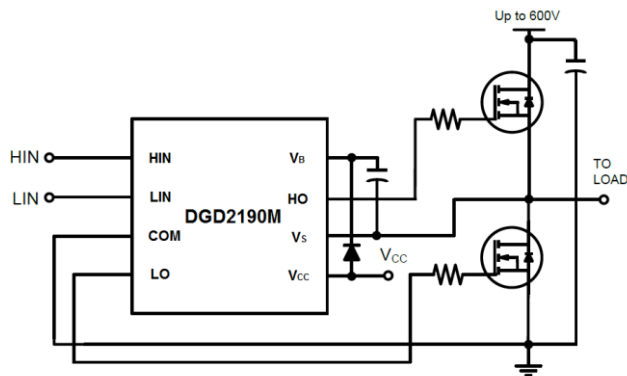 Up to 600V
HIN
HIN
VB
LIN
LIN
HO
TO
LOAD
DGD2190M
COM
VS
VCC
LO
VCC